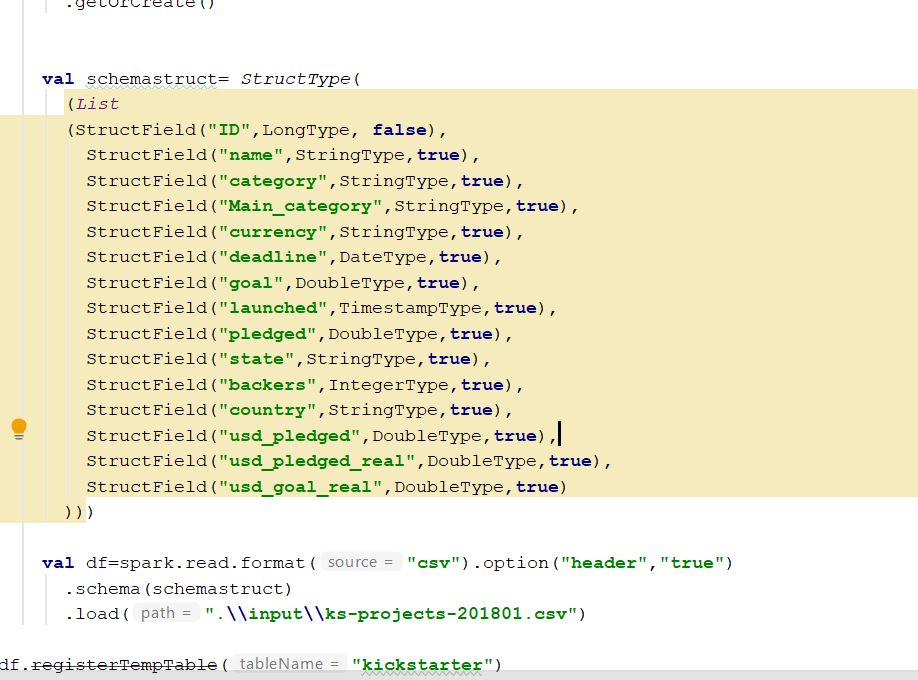 .getOrCreate()
val schemastruct= StructType(
(List
(StructField("ID",LongType, false),
StructField("name",StringType,true),
StructField("category",StringType,true),
StructField("Main_category",StringType,true),
StructField("currency",StringType,true),
StructField("deadline",DateType,true),
StructField("goal",DoubleType,true),
StructField("launched",TimestampType,true),
StructField("pledged",DoubleType,true),
StructField("state",StringType,true),
StructField("backers",IntegerType,true),
StructField("country",StringType,true),
StructField("usd_pledged",DoubleType,true),
StructField("usd_pledged_real",DoubleType,true),
StructField("usd_goal_real",DoubleType,true)
)))
val df=spark.read.format( source = "csv").option("header","true")
.schema(schemastruct)
.load( path = ".\\input\\ks-projects-201801.csv")
df.registerTempTable( tableName = "kickstarter")